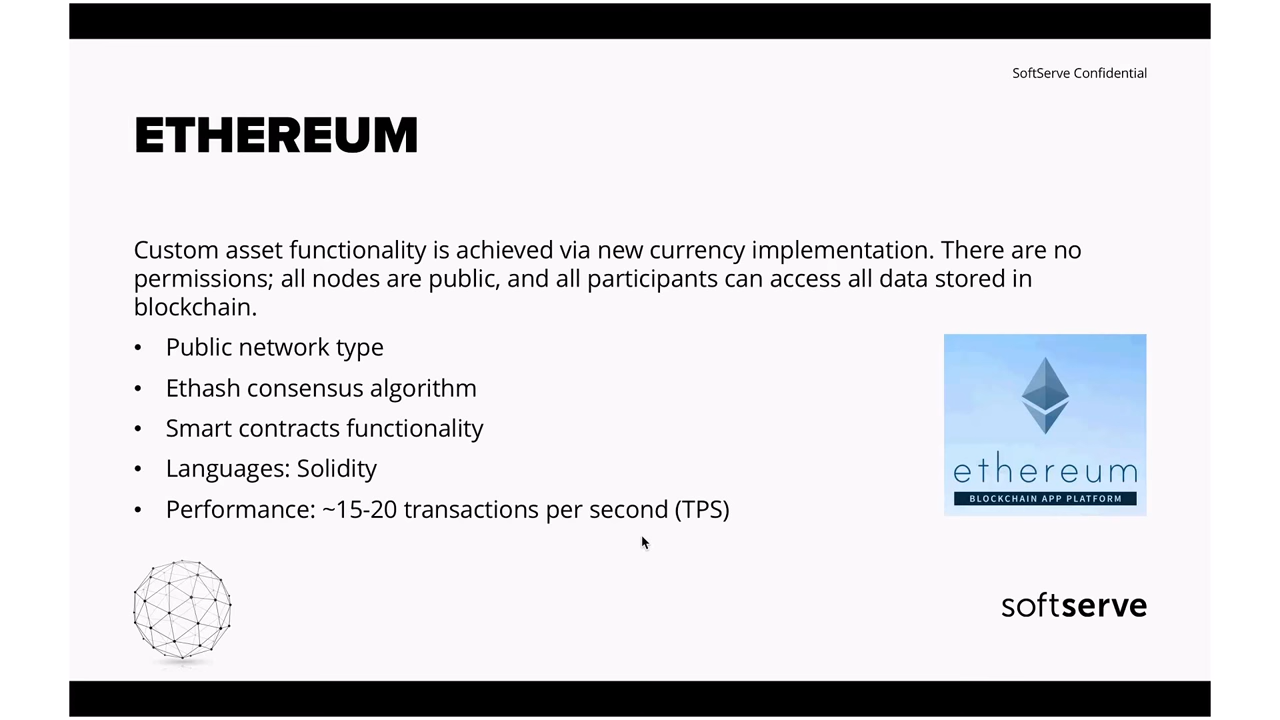 SoftServe Confidential
ETHEREUM
Custom asset functionality is achieved via new currency implementation. There are no
permissions; all nodes are public, and all participants can access all data stored in
blockchain.
• Public network type
• Ethash consensus algorithm
• Smart contracts functionality
• Languages: Solidity
• Performance: ~15-20 transactions per second (TPS)
ethereum
BLOCKCHAIN APP PLATFORM
softserve